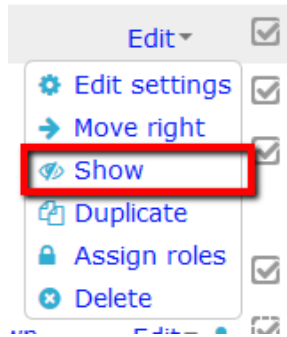 Edit
Edit settings
Move right
Show
Duplicate
Assign roles
Delete
Edit